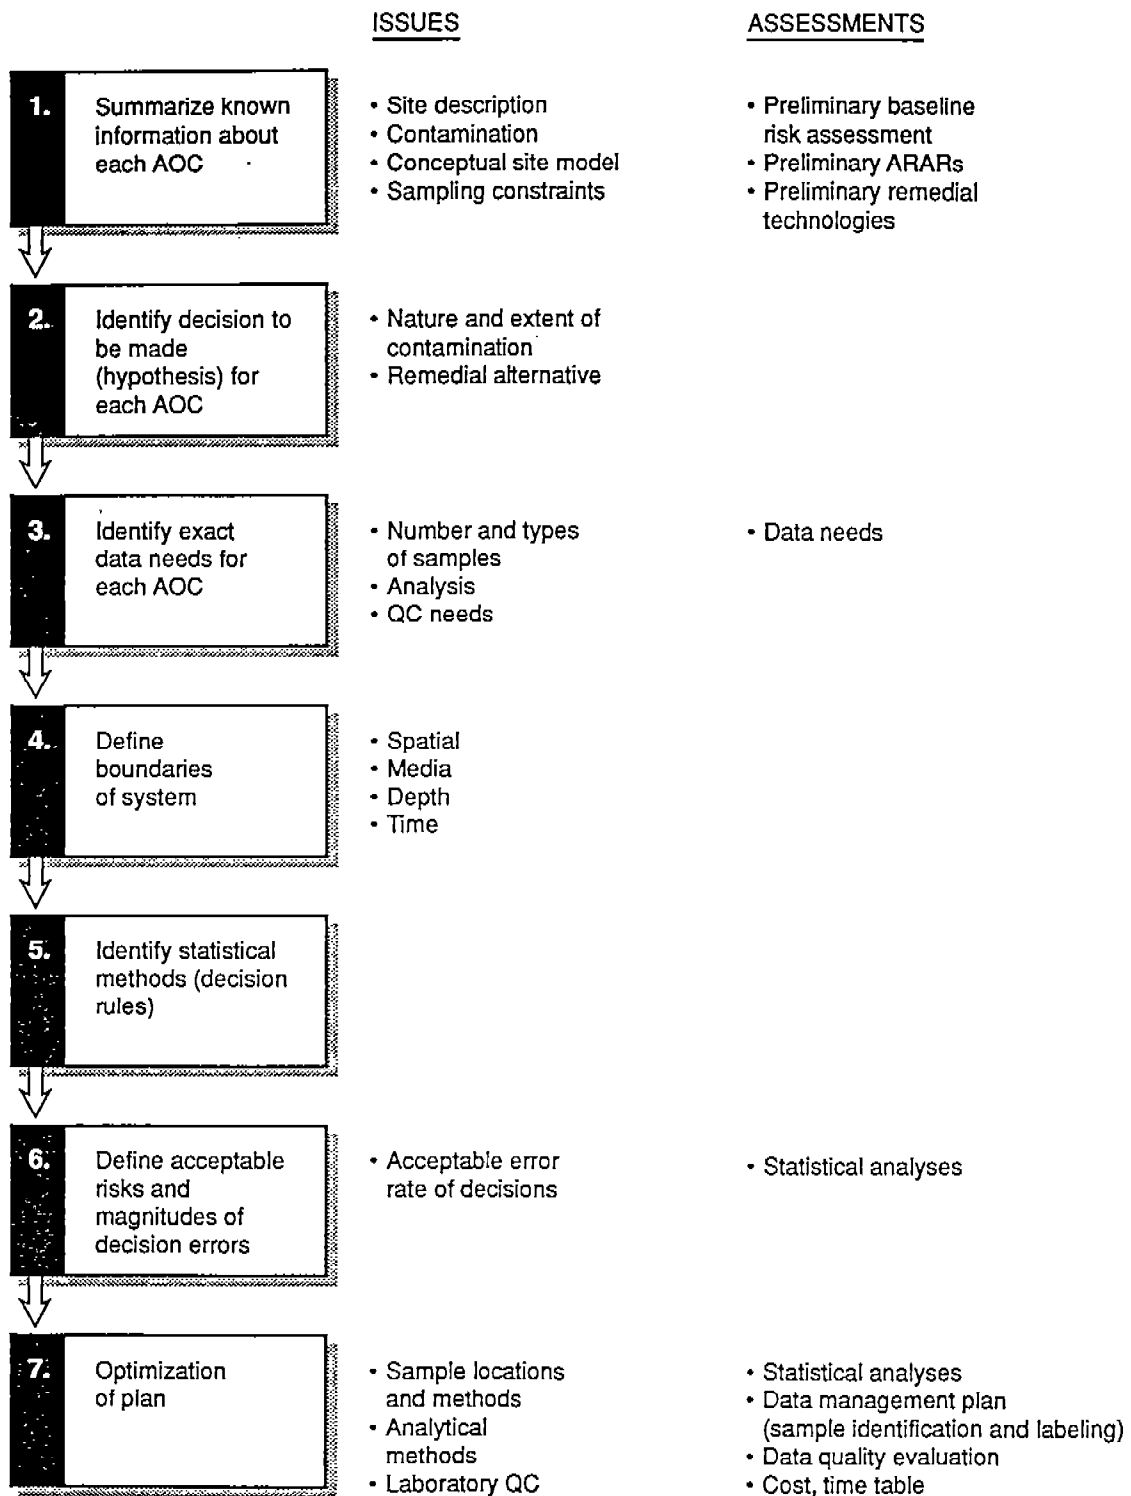 ISSUES
ASSESSMENTS
1.
Summarize known
information about
each AOC
• Site description
• Contamination
• Conceptual site model
• Sampling constraints
• Preliminary baseline
risk assessment
• Preliminary ARARs
• Preliminary remedial
technologies
2.
Identify decision to
be made
(hypothesis) for
each AOC
• Nature and extent of
contamination
• Remedial alternative
3.
Identify exact
data needs for
each AOC
• Number and types
of samples
• Analysis
• QC needs
• Data needs
4.
Define
boundaries
of system
• Spatial
• Media
• Depth
• Time
5.
Identify statistical
methods (decision
rules)
6.
Define acceptable
risks and
magnitudes of
decision errors
• Acceptable error
rate of decisions
• Statistical analyses
7.
Optimization
of plan
• Sample locations
and methods
• Analytical
methods
• Laboratory QC
• Statistical analyses
• Data management plan
(sample identification and labeling)
• Data quality evaluation
• Cost, time table